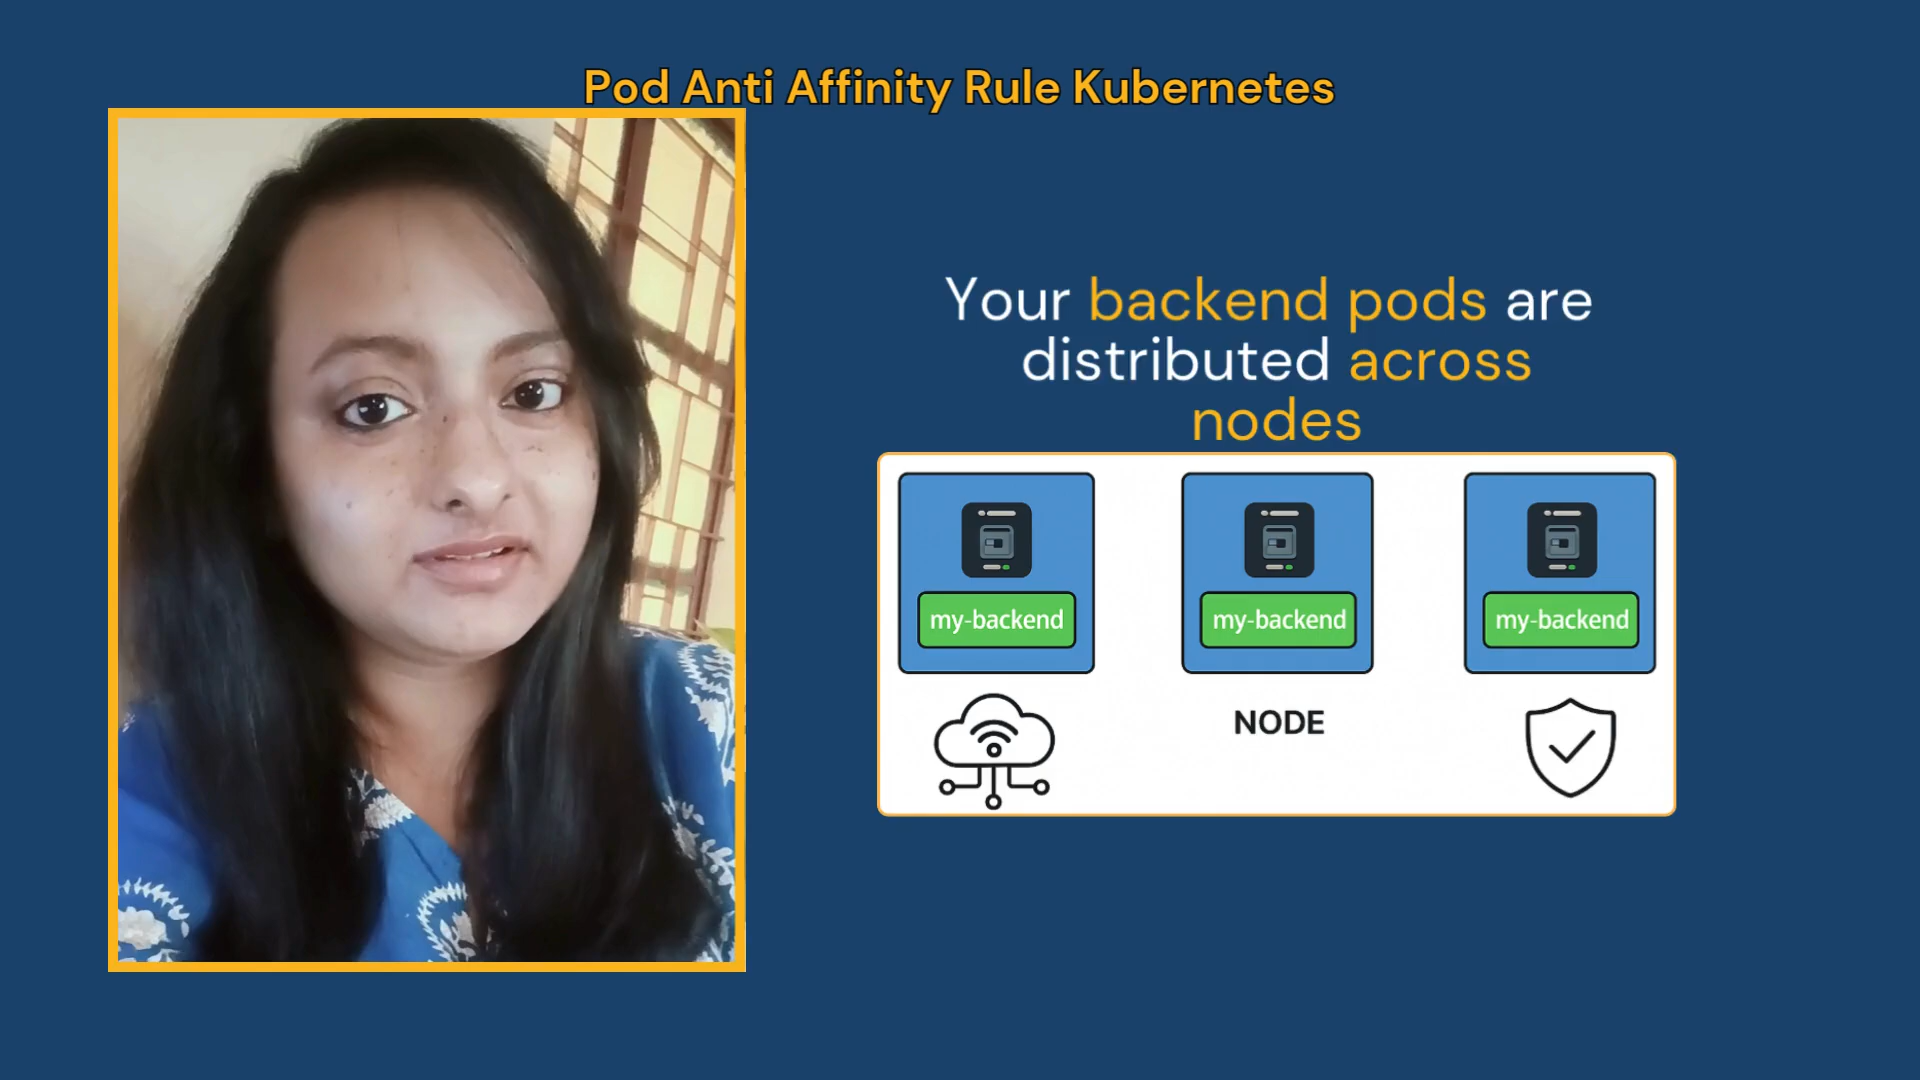 Pod Anti Affinity Rule Kubernetes
Your backend pods are
distributed across
nodes
my-backend
my-backend
my-backend
NODE